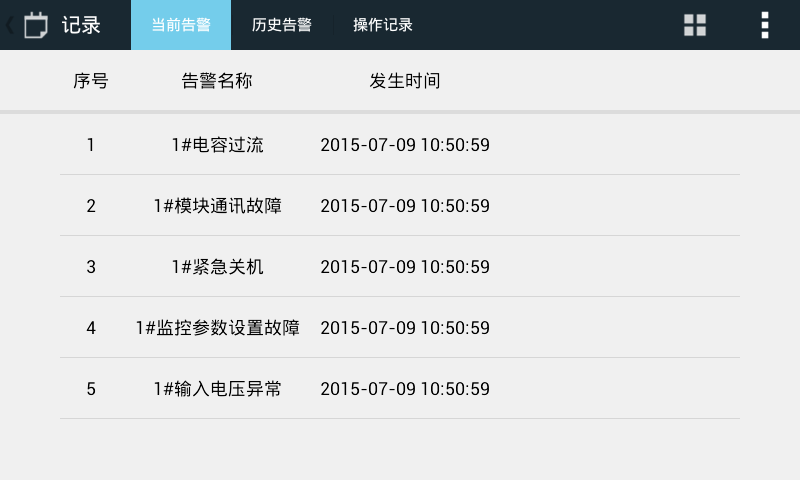 记录 当前告警 历史告警 操作记录
序号 告警名称 发生时间
1 1#电容过流 2015-07-09 10:50:59
2 1#模块通讯故障 2015-07-09 10:50:59
3 1#紧急关机 2015-07-09 10:50:59
4 1#监控参数设置故障 2015-07-09 10:50:59
5 1#输入电压异常 2015-07-09 10:50:59